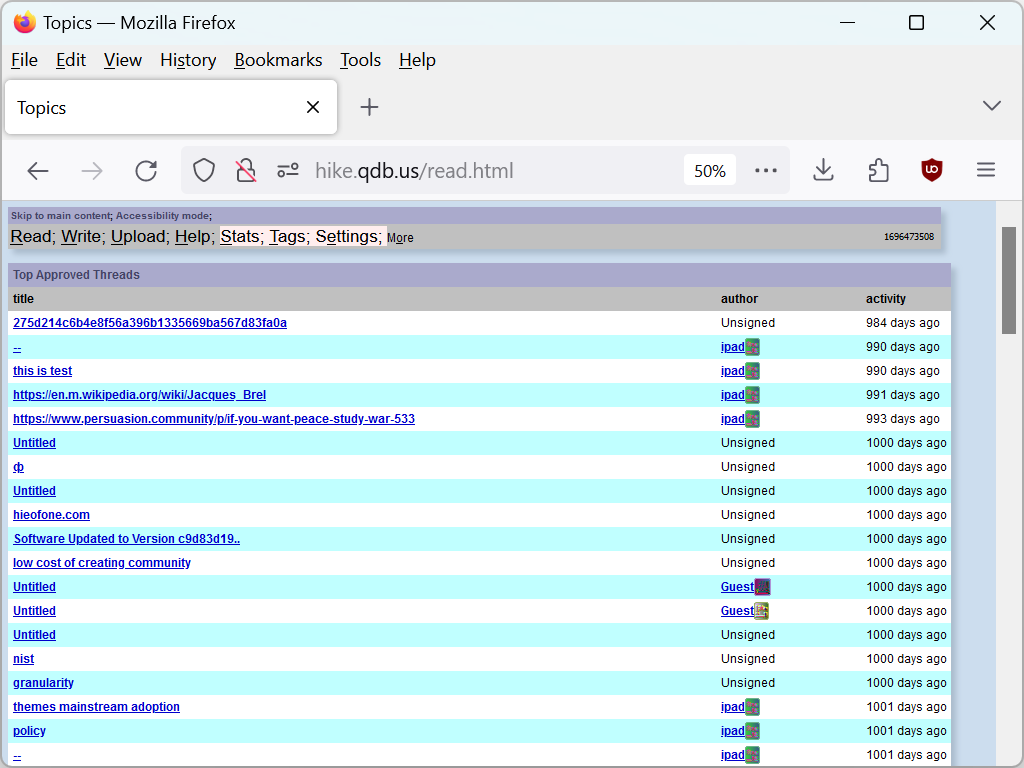 Topics — Mozilla Firefox
File Edit View History Bookmarks Tools Help
Topics
hike.qdb.us/read.html 50%
Skip to main content; Accessibility mode;
Read; Write; Upload; Help; Stats; Tags; Settings; More 1696473508
Top Approved Threads
title author activity
275d214c6b4e8f56a396b1335669ba567d83fa0a Unsigned 984 days ago
-- ipad 990 days ago
this is test ipad 990 days ago
https://en.m.wikipedia.org/wiki/Jacques_Brel ipad 991 days ago
https://www.persuasion.community/p/if-you-want-peace-study-war-533 ipad 993 days ago
Untitled Unsigned 1000 days ago
ф Unsigned 1000 days ago
Untitled Unsigned 1000 days ago
hieofone.com Unsigned 1000 days ago
Software Updated to Version c9d83d19.. Unsigned 1000 days ago
low cost of creating community Unsigned 1000 days ago
Untitled Guest 1000 days ago
Untitled Guest 1000 days ago
Untitled Unsigned 1000 days ago
nist Unsigned 1000 days ago
granularity Unsigned 1000 days ago
themes mainstream adoption ipad 1001 days ago
policy ipad 1001 days ago
-- ipad 1001 days ago